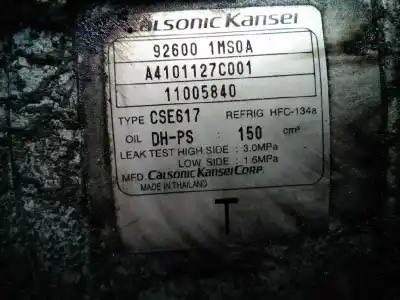 CALSONIC KANSEI
92600 1MS0A
A4101127C001
11005840
TYPE CSE617 REFRIG HFC-134a
OIL DH-PS : 150 cm³
LEAK TEST HIGH SIDE : 3.0MPa
LOW SIDE : 1.6MPa
MFD. CALSONIC KANSEI CORP.
MADE IN THAILAND
T